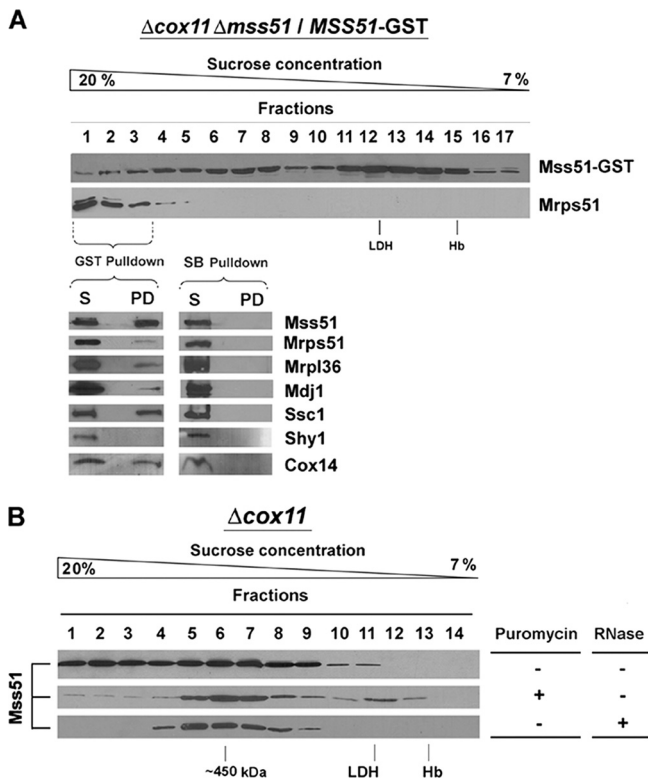 A
Δcox11 Δmss51 / MSS51-GST
Sucrose concentration
20 % 7 %
Fractions
1 2 3 4 5 6 7 8 9 10 11 12 13 14 15 16 17
Mss51-GST
Mrps51
LDH Hb
GST Pulldown SB Pulldown
S PD S PD
Mss51
Mrps51
Mrpl36
Mdj1
Ssc1
Shy1
Cox14
B
Δcox11
Sucrose concentration
20% 7 %
Fractions
1 2 3 4 5 6 7 8 9 10 11 12 13 14
Puromycin RNase
Mss51
- -
+ -
- +
~450 kDa LDH Hb